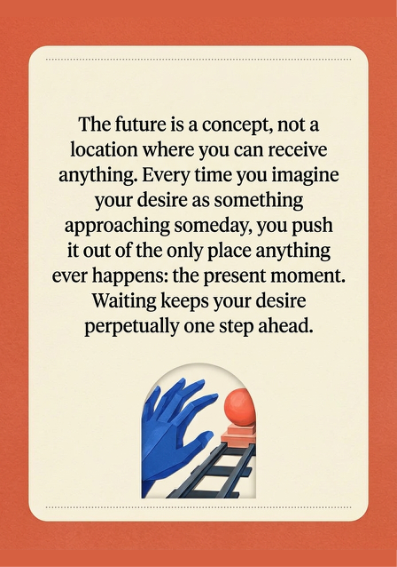 The future is a concept, not a
location where you can receive
anything. Every time you imagine
your desire as something
approaching someday, you push
it out of the only place anything
ever happens: the present moment.
Waiting keeps your desire
perpetually one step ahead.